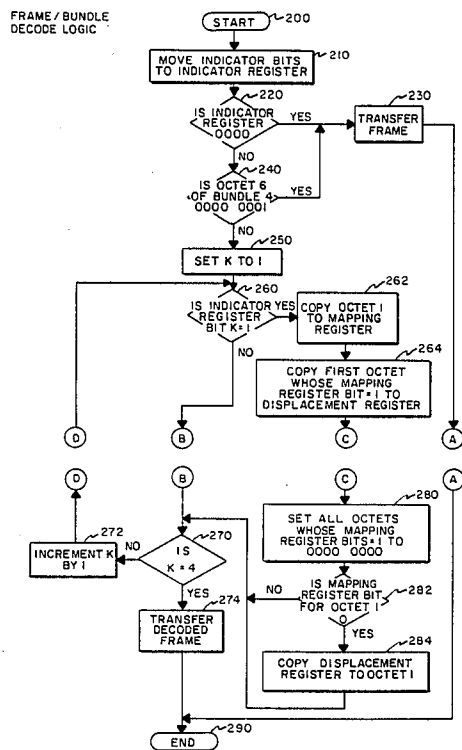 FRAME/BUNDLE
DECODE LOGIC
START
200
210
MOVE INDICATOR BITS
TO INDICATOR REGISTER
220
IS INDICATOR
REGISTER
0000
YES
230
TRANSFER
FRAME
NO
240
IS OCTET 6
OF BUNDLE 4
0000 0001
YES
NO
250
SET K TO 1
260
IS INDICATOR
REGISTER
BIT K=1
YES
262
COPY OCTET 1
TO MAPPING
REGISTER
NO
264
COPY FIRST OCTET
WHOSE MAPPING
REGISTER BIT=1 TO
DISPLACEMENT REGISTER
D
B
C
A
D
B
C
A
272
INCREMENT K
BY 1
NO
270
IS
K=4
YES
274
TRANSFER
DECODED
FRAME
280
SET ALL OCTETS
WHOSE MAPPING
REGISTER BITS=1 TO
0000 0000
NO
282
IS MAPPING
REGISTER BIT
FOR OCTET 1
0
YES
284
COPY DISPLACEMENT
REGISTER TO OCTET 1
END
290